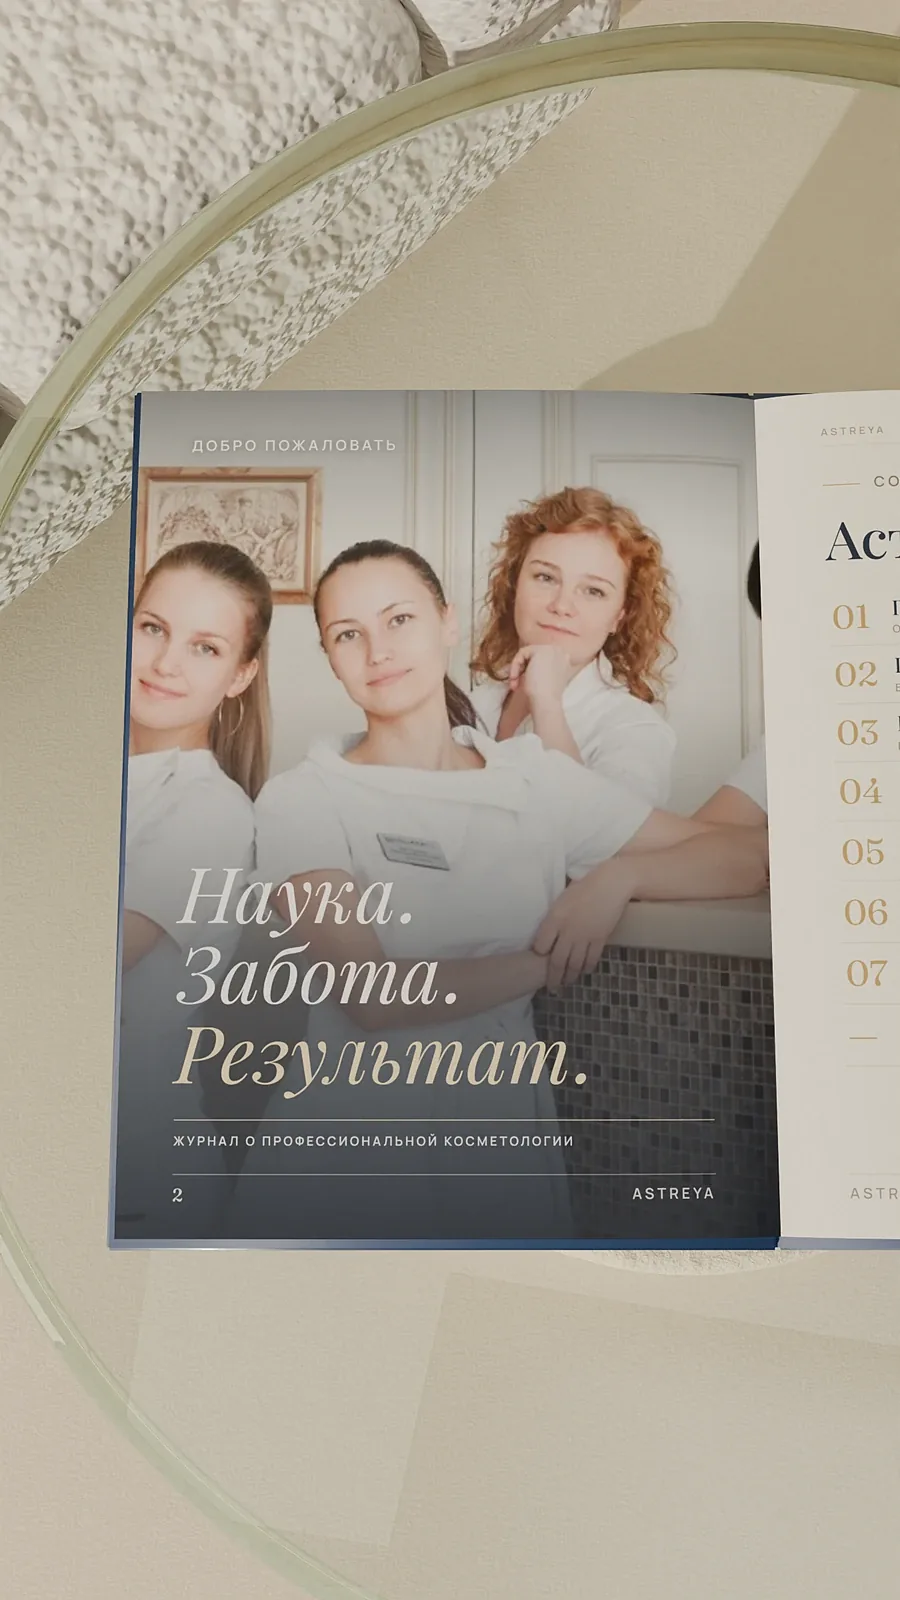 ДОБРО ПОЖАЛОВАТЬ
Наука.
Забота.
Результат.
ЖУРНАЛ О ПРОФЕССИОНАЛЬНОЙ КОСМЕТОЛОГИИ
2
ASTREYA
ASTREYA
01
02
03
04
05
06
07